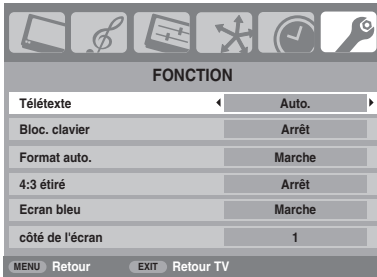 FONCTION
Télétexte Auto.
Bloc. clavier Arrêt
Format auto. Marche
4:3 étiré Arrêt
Ecran bleu Marche
côté de l'écran 1
MENU Retour EXIT Retour TV